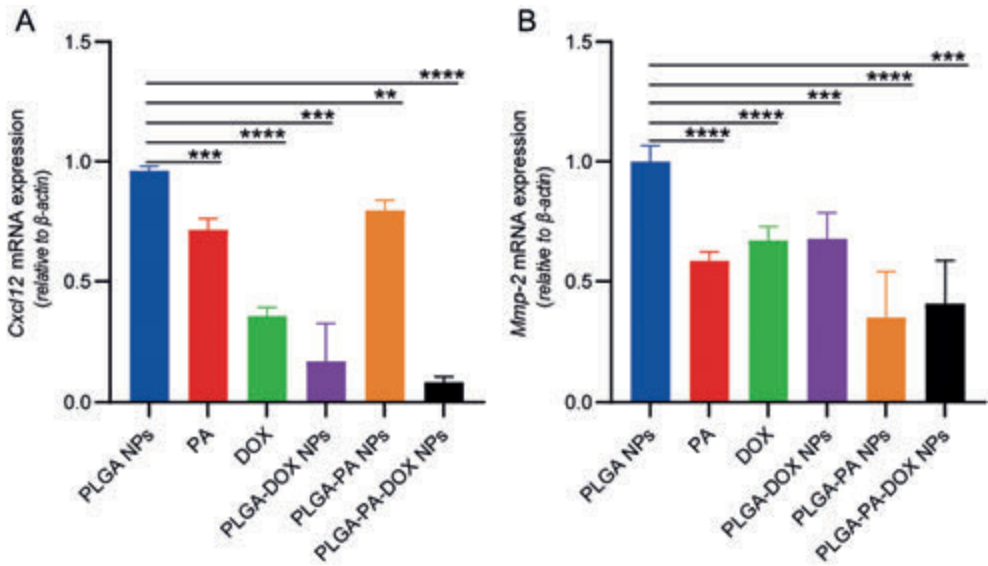 A
Cxcl12 mRNA expression
(relative to β-actin)
1.5
1.0
0.5
0.0
****
**
***
****
***
PLGA NPs
PA
DOX
PLGA-DOX NPs
PLGA-PA NPs
PLGA-PA-DOX NPs
B
Mmp-2 mRNA expression
(relative to β-actin)
1.5
1.0
0.5
0.0
***
****
***
****
****
PLGA NPs
PA
DOX
PLGA-DOX NPs
PLGA-PA NPs
PLGA-PA-DOX NPs